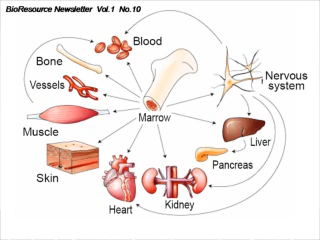 BioResource Newsletter Vol.1 No.10
Blood
Bone
Nervous
system
Vessels
Marrow
Muscle
Liver
Pancreas
Skin
Kidney
Heart